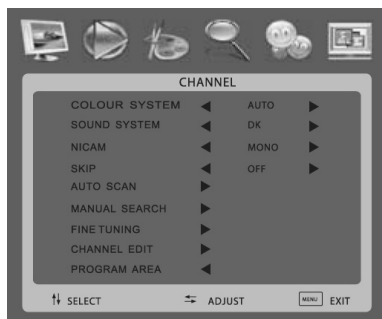 CHANNEL
COLOUR SYSTEM AUTO
SOUND SYSTEM DK
NICAM MONO
SKIP OFF
AUTO SCAN
MANUAL SEARCH
FINE TUNING
CHANNEL EDIT
PROGRAM AREA
SELECT ADJUST MENU EXIT